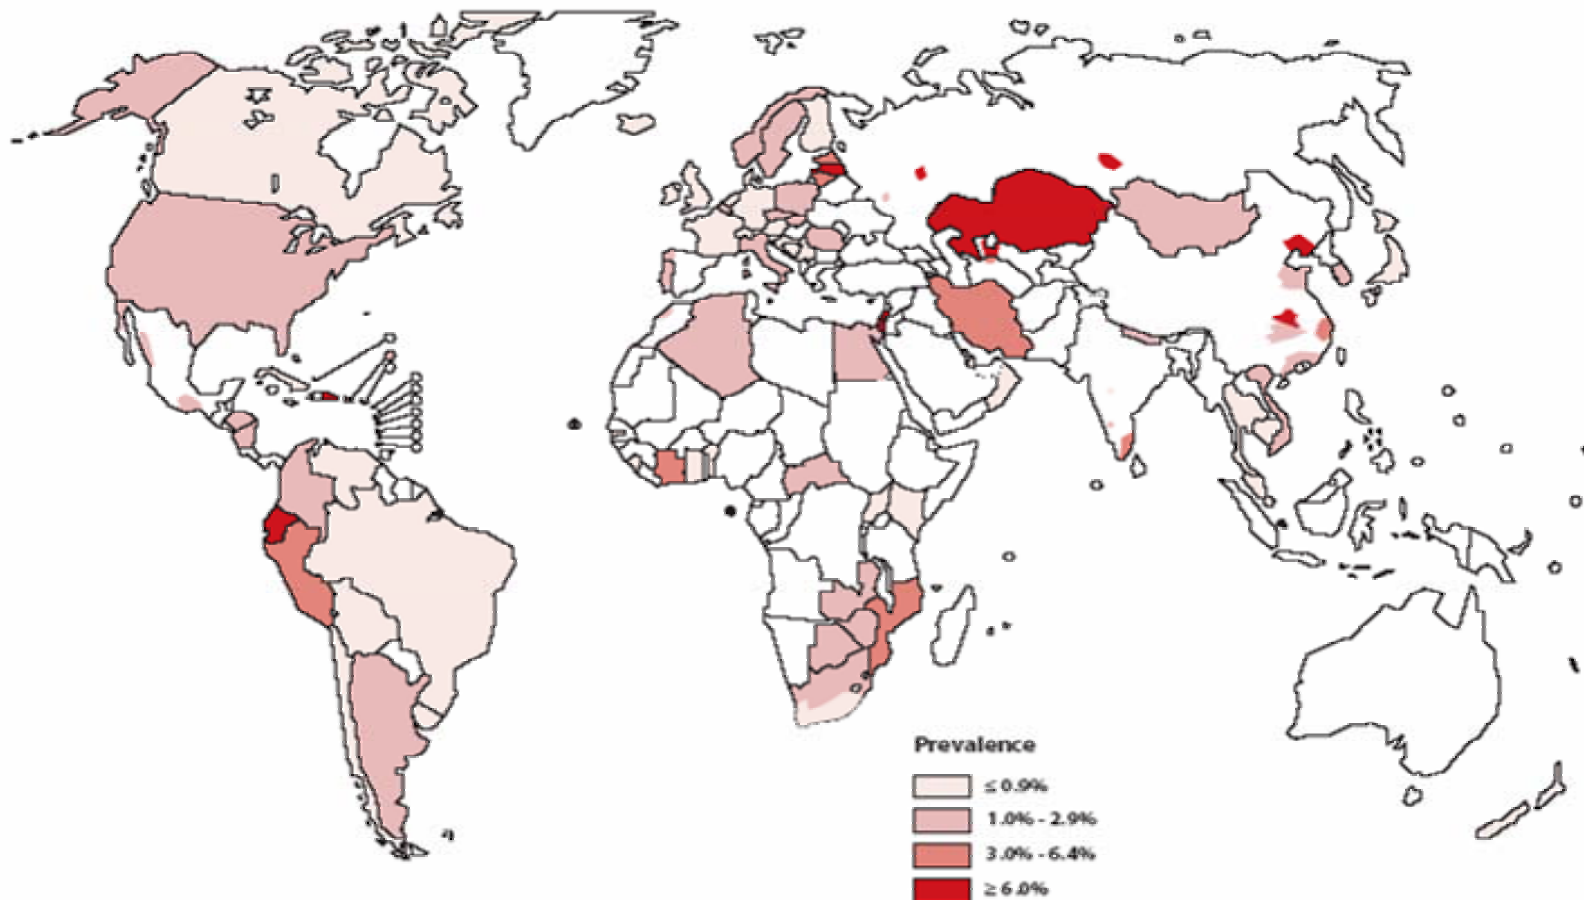 Prevalence
≤ 0.9%
1.0% - 2.9%
3.0% - 6.4%
≥ 6.0%